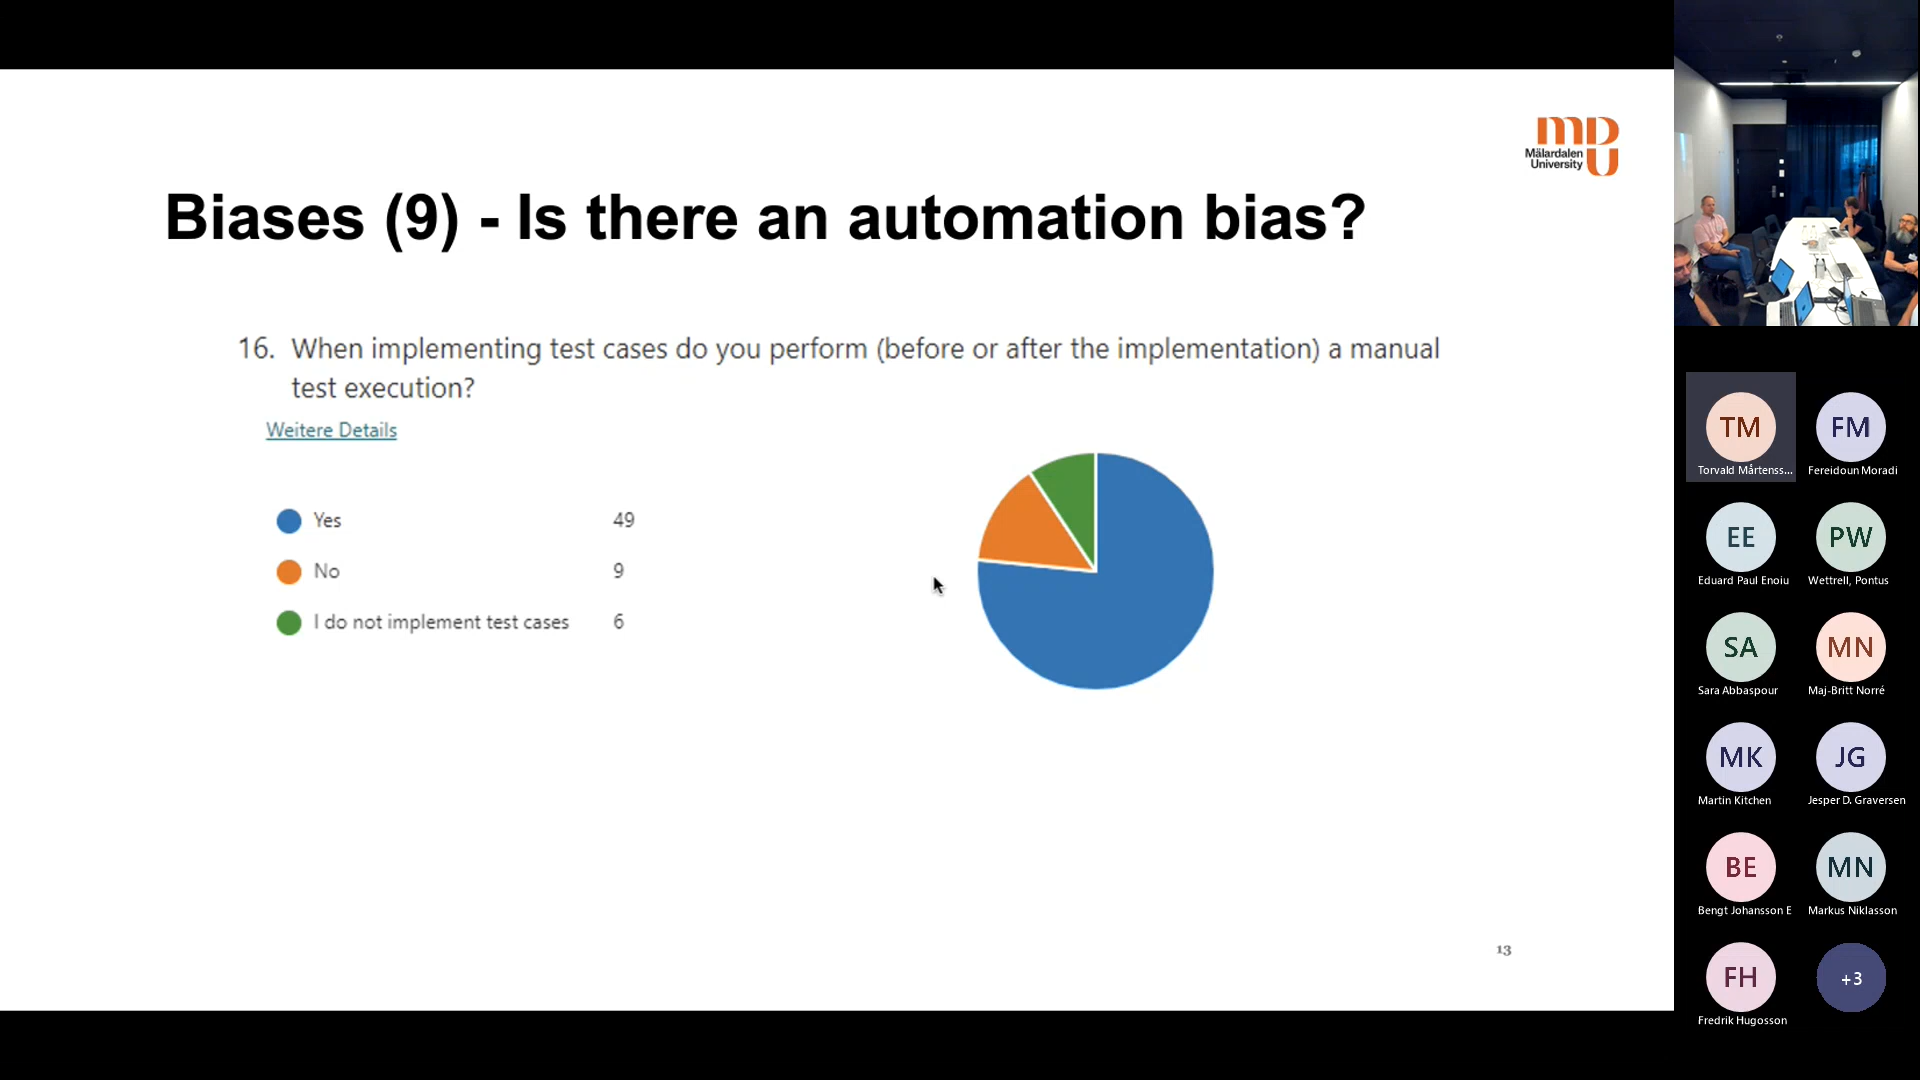 mdu
Mälardalen
University
Biases (9) - Is there an automation bias?
16. When implementing test cases do you perform (before or after the implementation) a manual
test execution?
Weitere Details
Yes 49
No 9
I do not implement test cases 6
13
TM
Torvald Mårtenss...
FM
Fereidoun Moradi
EE
Eduard Paul Enoiu
PW
Wettrell, Pontus
SA
Sara Abbaspour
MN
Maj-Britt Norré
MK
Martin Kitchen
JG
Jesper D. Graversen
BE
Bengt Johansson E
MN
Markus Niklasson
FH
Fredrik Hugosson
+3